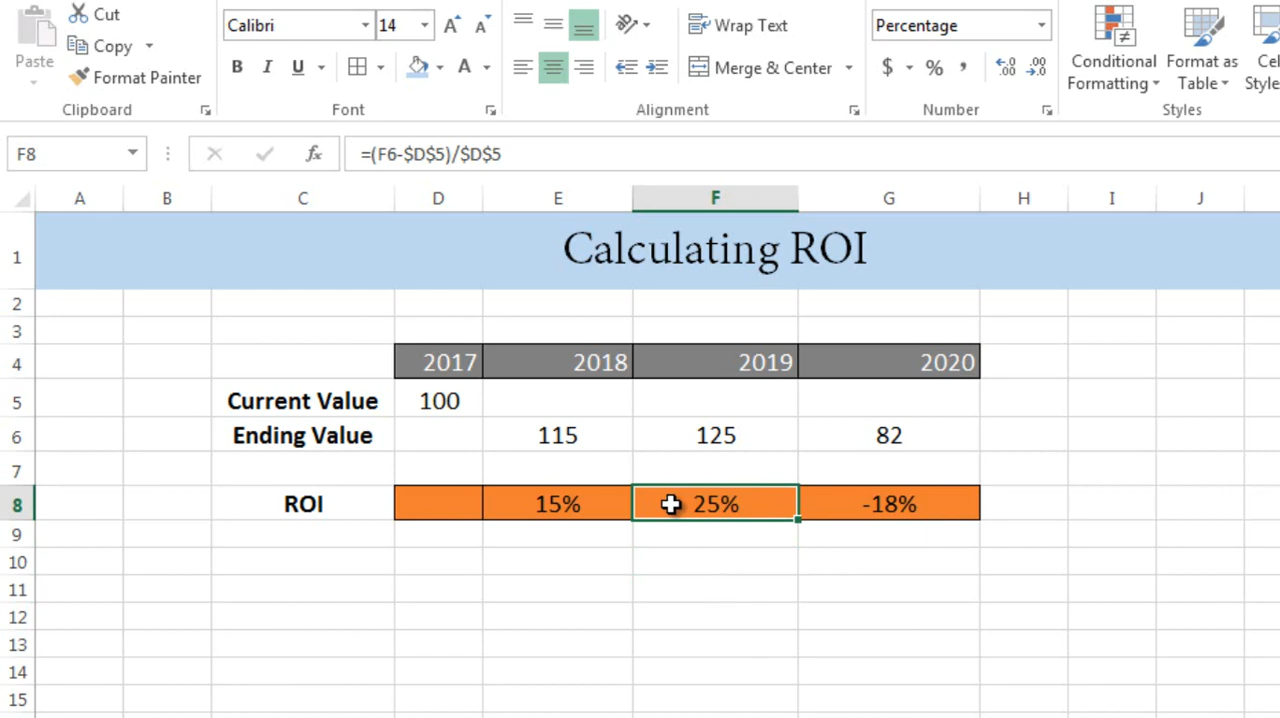 Cut
Copy
Paste
Format Painter
Clipboard
Calibri 14
B I U
Font
Wrap Text
Merge & Center
Alignment
Percentage
$ % ,
Number
Conditional Formatting
Format as Table
Styles
F8 fx =(F6-$D$5)/$D$5
A B C D E F G H I J
1 Calculating ROI
2
3
4 2017 2018 2019 2020
5 Current Value 100
6 Ending Value 115 125 82
7
8 ROI 15% 25% -18%
9
10
11
12
13
14
15